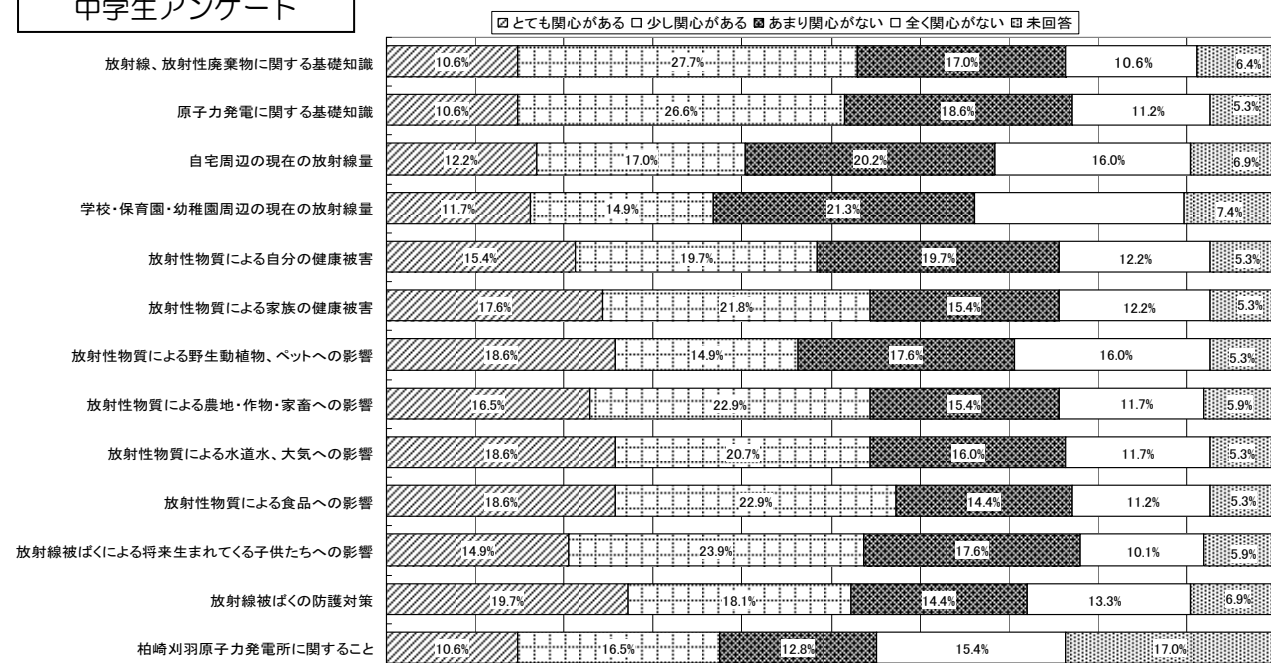 中学生アンケート
とても関心がある 少し関心がある あまり関心がない 全く関心がない 未回答
放射線、放射性廃棄物に関する基礎知識 10.6% 27.7% 17.0% 10.6% 6.4%
原子力発電に関する基礎知識 10.6% 26.6% 18.6% 11.2% 5.3%
自宅周辺の現在の放射線量 12.2% 17.0% 20.2% 16.0% 6.9%
学校・保育園・幼稚園周辺の現在の放射線量 11.7% 14.9% 21.3% 7.4%
放射性物質による自分の健康被害 15.4% 19.7% 19.7% 12.2% 5.3%
放射性物質による家族の健康被害 17.6% 21.8% 15.4% 12.2% 5.3%
放射性物質による野生動植物、ペットへの影響 18.6% 14.9% 17.6% 16.0% 5.3%
放射性物質による農地・作物・家畜への影響 16.5% 22.9% 15.4% 11.7% 5.9%
放射性物質による水道水、大気への影響 18.6% 20.7% 16.0% 11.7% 5.3%
放射性物質による食品への影響 18.6% 22.9% 14.4% 11.2% 5.3%
放射線被ばくによる将来生まれてくる子供たちへの影響 14.9% 23.9% 17.6% 10.1% 5.9%
放射線被ばくの防護対策 19.7% 18.1% 14.4% 13.3% 6.9%
柏崎刈羽原子力発電所に関すること 10.6% 16.5% 12.8% 15.4% 17.0%